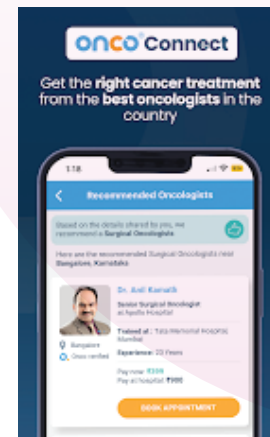 onco Connect
Get the right cancer treatment
from the best oncologists in the
country
1:18
Recommended Oncologists
Based on the details shared by you, we
recommend a Surgical Oncologists
Here are the recommended Surgical Oncologists near
Bangalore, Karnataka
Dr. Anil Kamath
Senior Surgical Oncologist
at Apollo Hospital
Trained at : Tata Memorial Hospital,
Mumbai
Bangalore
Onco verified
Experience: 23 Years
Pay now ₹399
Pay at hospital ₹900
BOOK APPOINTMENT